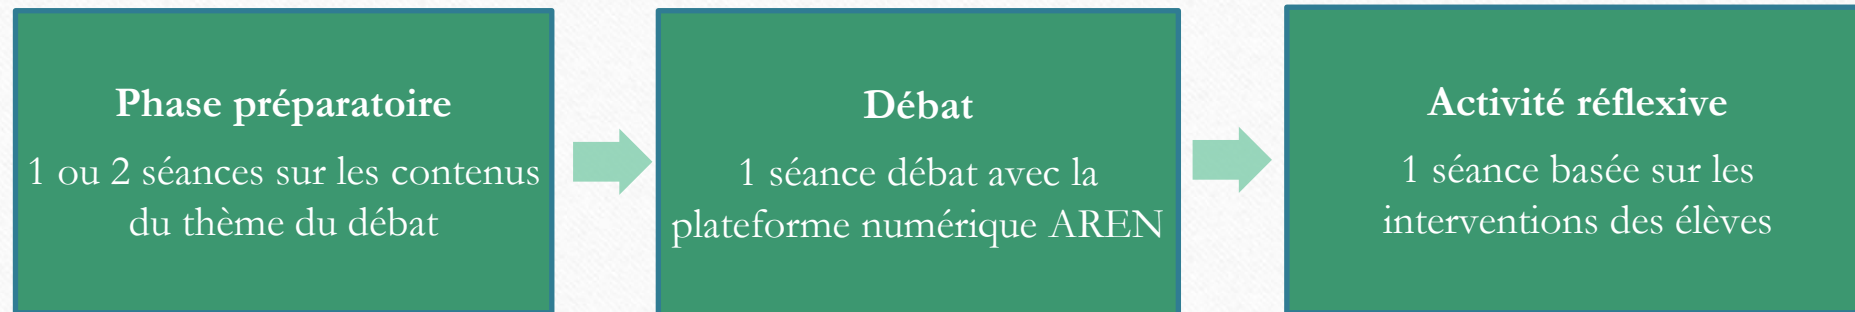 Phase préparatoire
1 ou 2 séances sur les contenus
du thème du débat
Débat
1 séance débat avec la
plateforme numérique AREN
Activité réflexive
1 séance basée sur les
interventions des élèves